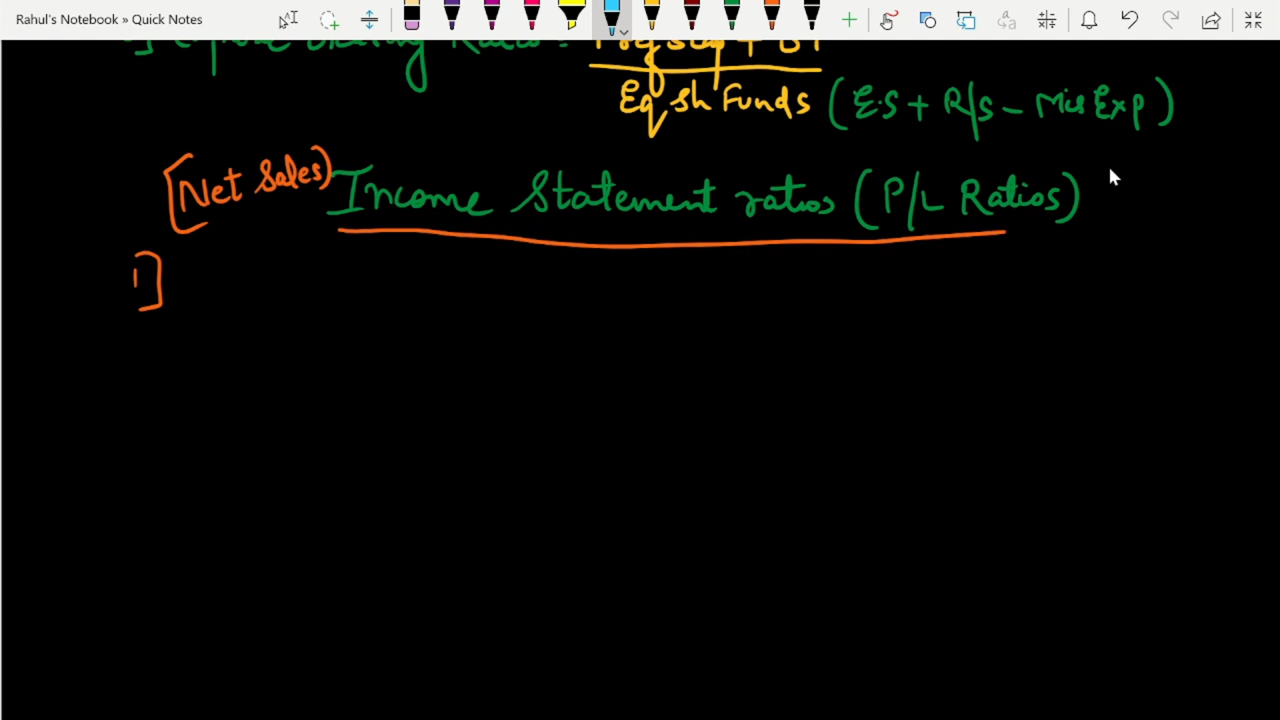 Rahul's Notebook » Quick Notes
Eq Sh Funds (E.S + R/S - Mis Exp)
[Net Sales) Income Statement ratios (P/L Ratios)
1]